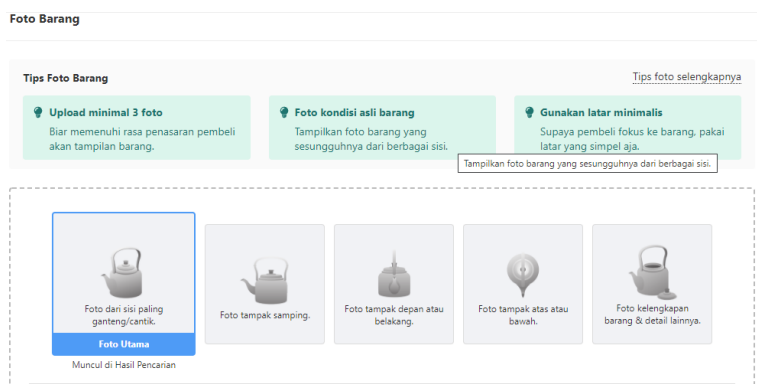 Foto Barang
Tips Foto Barang
Tips foto selengkapnya
Upload minimal 3 foto
Biar memenuhi rasa penasaran pembeli
akan tampilan barang.
Foto kondisi asli barang
Tampilkan foto barang yang
sesungguhnya dari berbagai sisi.
Gunakan latar minimalis
Supaya pembeli fokus ke barang, pakai
latar yang simpel aja.
Tampilkan foto barang yang sesungguhnya dari berbagai sisi.
Foto dari sisi paling
ganteng/cantik.
Foto Utama
Muncul di Hasil Pencarian
Foto tampak samping.
Foto tampak depan atau
belakang.
Foto tampak atas atau
bawah.
Foto kelengkapan
barang & detail lainnya.